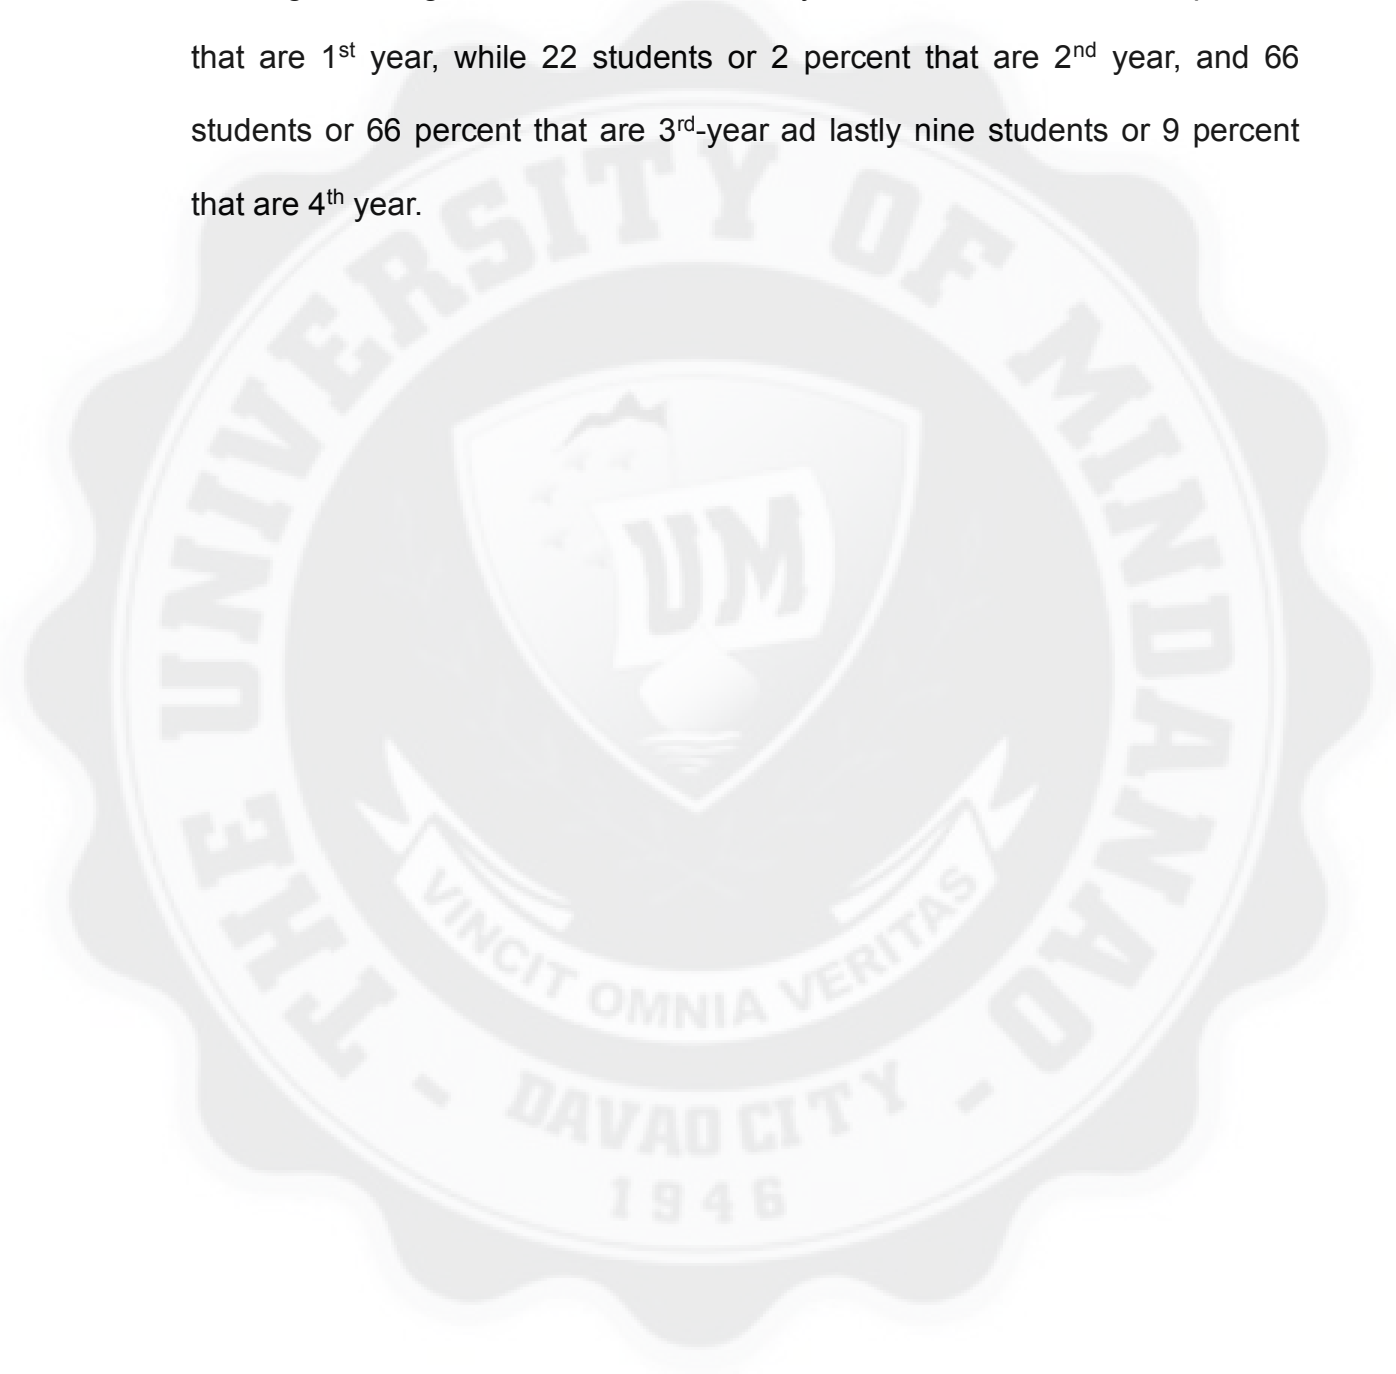 that are 1st year, while 22 students or 2 percent that are 2nd year, and 66
students or 66 percent that are 3rd-year ad lastly nine students or 9 percent
that are 4th year.
THE UNIVERSITY OF MINDANAO
UM
VINCIT OMNIA VERITAS
- DAVAO CITY -
1946